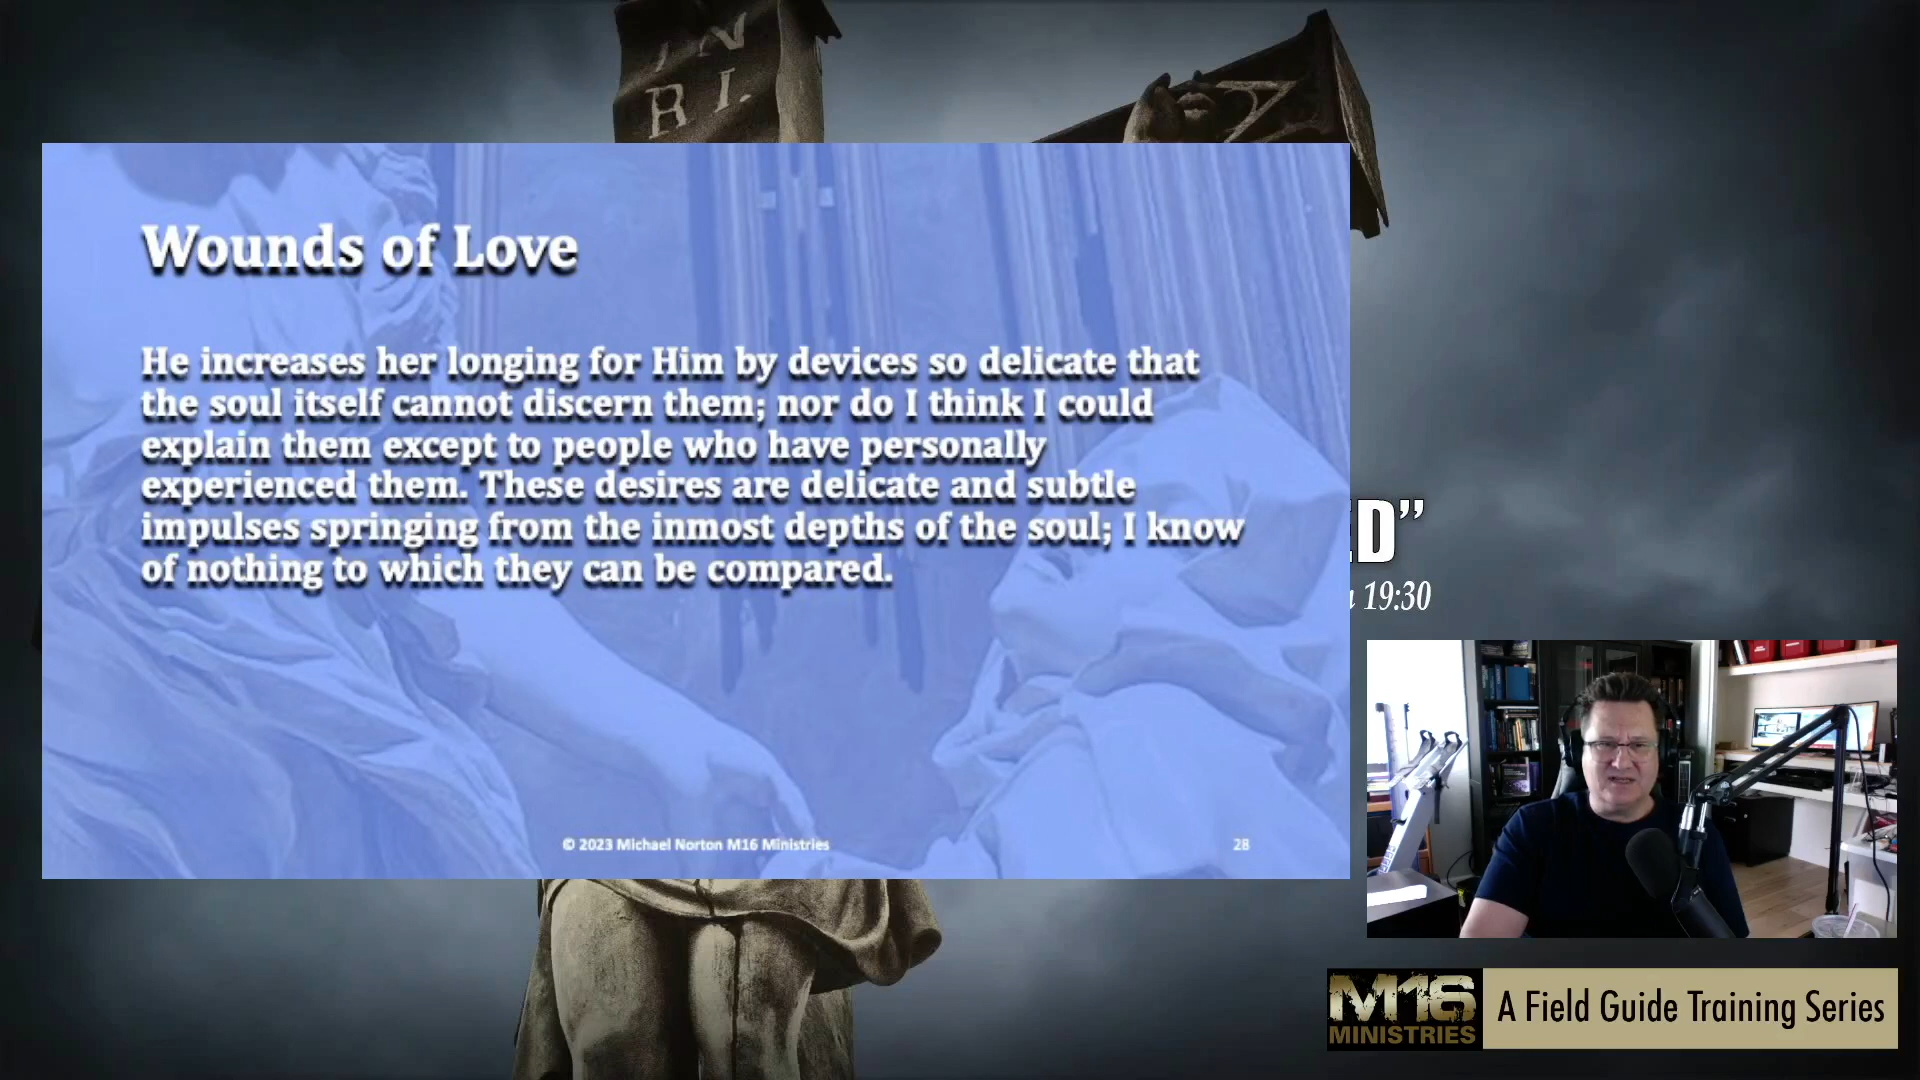 IN
RI.
Wounds of Love
He increases her longing for Him by devices so delicate that
the soul itself cannot discern them; nor do I think I could
explain them except to people who have personally
experienced them. These desires are delicate and subtle
impulses springing from the inmost depths of the soul; I know
of nothing to which they can be compared.
© 2023 Michael Norton M16 Ministries
28
ED”
19:30
M16
MINISTRIES
A Field Guide Training Series